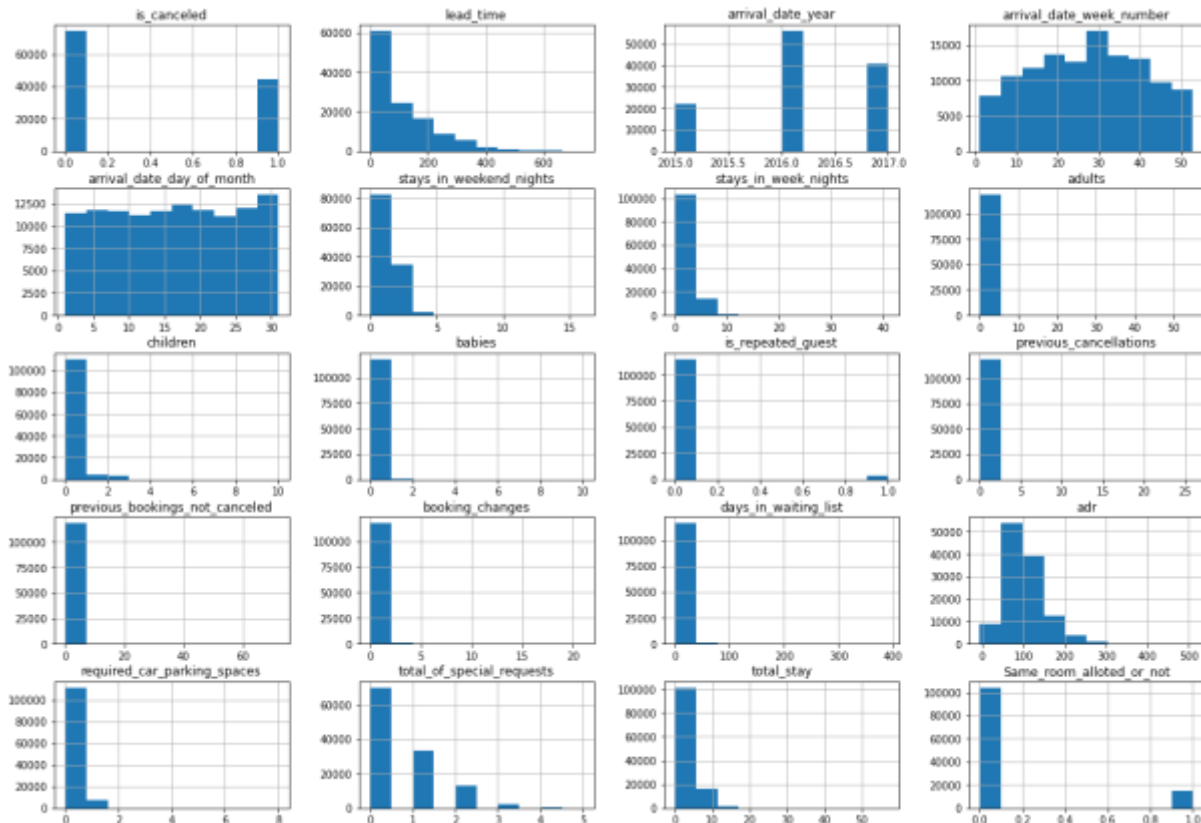 is_canceled
60000
40000
20000
0
0.0 0.2 0.4 0.6 0.8 1.0
lead_time
60000
40000
20000
0
0 200 400 600
arrival_date_year
50000
40000
30000
20000
10000
0
2015.0 2015.5 2016.0 2016.5 2017.0
arrival_date_week_number
15000
10000
5000
0
0 10 20 30 40 50
arrival_date_day_of_month
12500
10000
7500
5000
2500
0
0 5 10 15 20 25 30
stays_in_weekend_nights
80000
60000
40000
20000
0
0 5 10 15
stays_in_week_nights
100000
80000
60000
40000
20000
0
0 10 20 30 40
adults
100000
75000
50000
25000
0
0 10 20 30 40 50
children
100000
80000
60000
40000
20000
0
0 2 4 6 8 10
babies
100000
75000
50000
25000
0
0 2 4 6 8 10
is_repeated_guest
100000
75000
50000
25000
0
0.0 0.2 0.4 0.6 0.8 1.0
previous_cancellations
100000
75000
50000
25000
0
0 5 10 15 20 25
previous_bookings_not_canceled
100000
75000
50000
25000
0
0 20 40 60
booking_changes
100000
75000
50000
25000
0
0 5 10 15 20
days_in_waiting_list
100000
75000
50000
25000
0
0 100 200 300 400
adr
50000
40000
30000
20000
10000
0
0 100 200 300 400 500
required_car_parking_spaces
100000
80000
60000
40000
20000
0
0 2 4 6 8
total_of_special_requests
60000
40000
20000
0
0 1 2 3 4 5
total_stay
100000
80000
60000
40000
20000
0
0 10 20 30 40 50
Same_room_alloted_or_not
100000
80000
60000
40000
20000
0
0.0 0.2 0.4 0.6 0.8 1.0